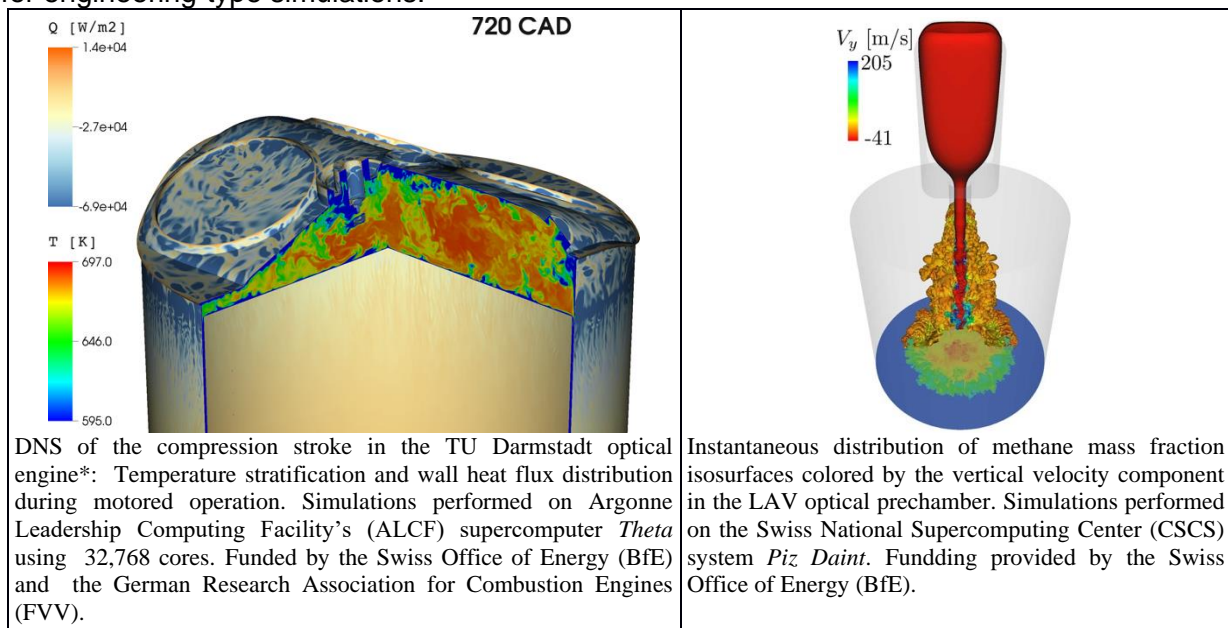 for engineering type simulations.
720 CAD
Q [W/m2]
1.4e+04
-2.7e+04
-6.9e+04
T [K]
697.0
646.0
595.0
DNS of the compression stroke in the TU Darmstadt optical
engine*: Temperature stratification and wall heat flux distribution
during motored operation. Simulations performed on Argonne
Leadership Computing Facility's (ALCF) supercomputer Theta
using 32,768 cores. Funded by the Swiss Office of Energy (BfE)
and the German Research Association for Combustion Engines
(FVV).
V_y [m/s]
205
-41
Instantaneous distribution of methane mass fraction
isosurfaces colored by the vertical velocity component
in the LAV optical prechamber. Simulations performed
on the Swiss National Supercomputing Center (CSCS)
system Piz Daint. Fundding provided by the Swiss
Office of Energy (BfE).